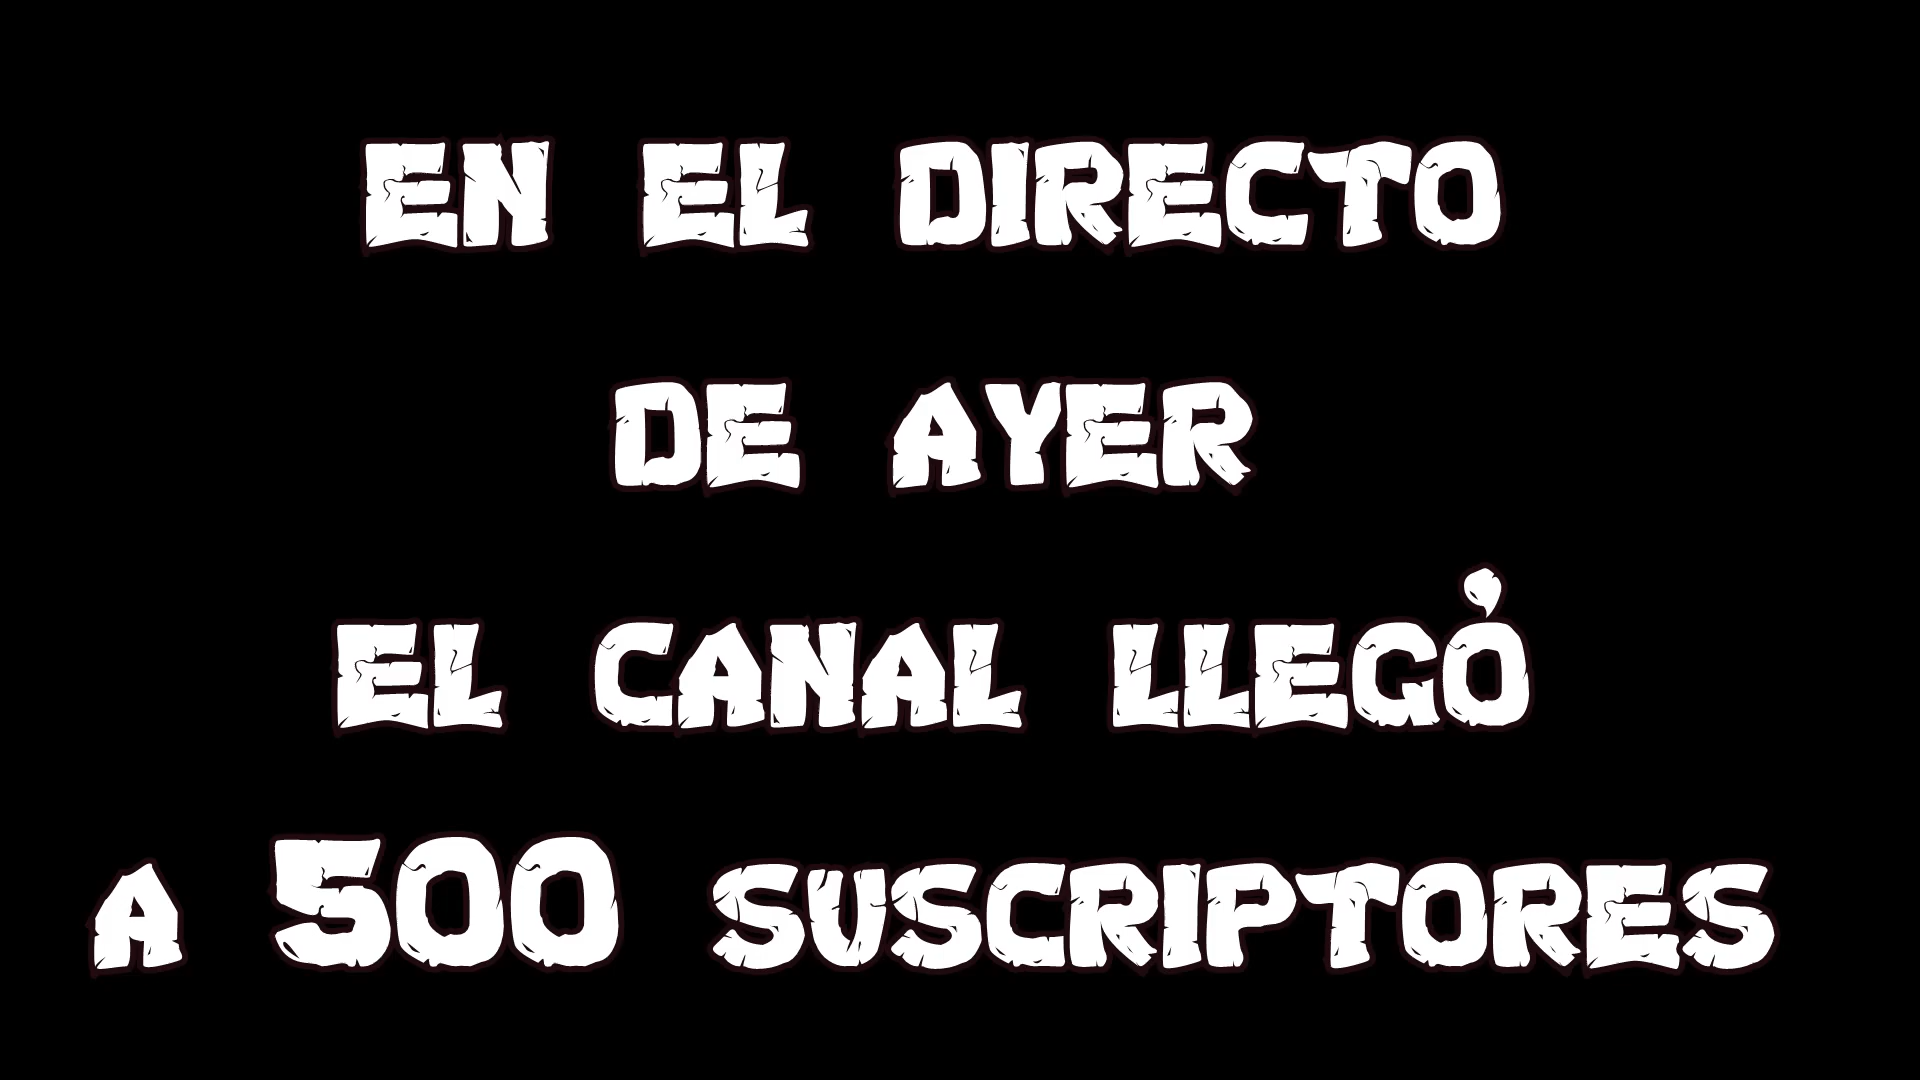 EN EL DIRECTO
DE AYER
EL CANAL LLEGÓ
A 500 SUSCRIPTORES